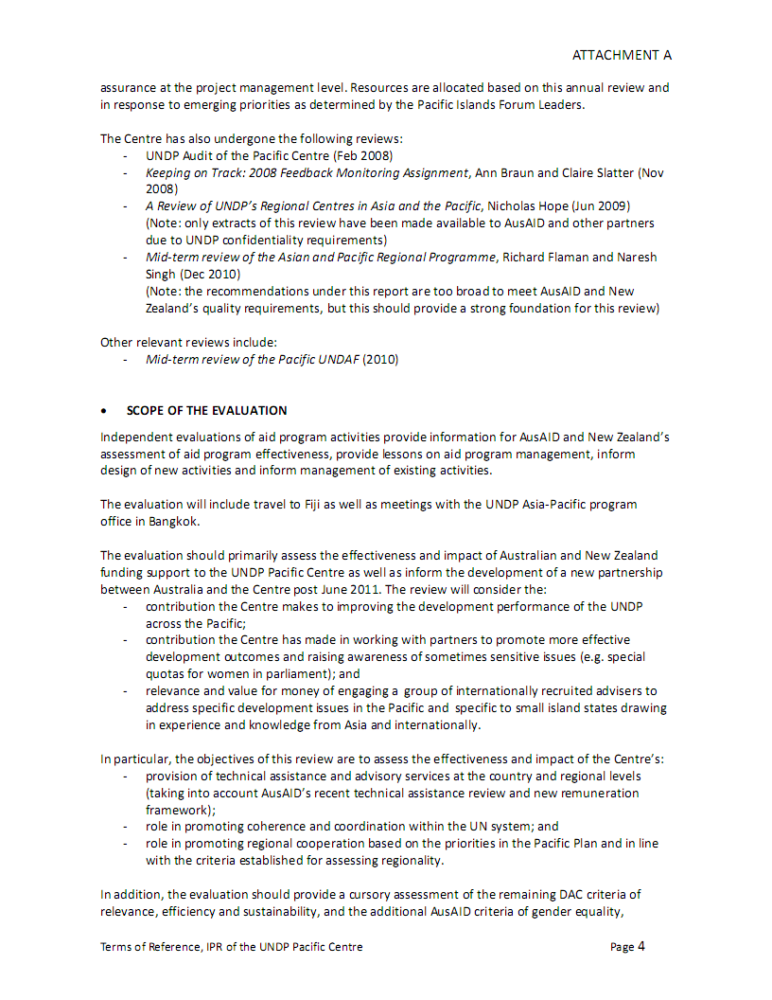 ATTACHMENT A
assurance at the project management level. Resources are allocated based on this annual review and
in response to emerging priorities as determined by the Pacific Islands Forum Leaders.
The Centre has also undergone the following reviews:
- UNDP Audit of the Pacific Centre (Feb 2008)
- Keeping on Track: 2008 Feedback Monitoring Assignment, Ann Braun and Claire Slatter (Nov
2008)
- A Review of UNDP's Regional Centres in Asia and the Pacific, Nicholas Hope (Jun 2009)
(Note: only extracts of this review have been made available to AusAID and other partners
due to UNDP confidentiality requirements)
- Mid-term review of the Asian and Pacific Regional Programme, Richard Flaman and Naresh
Singh (Dec 2010)
(Note: the recommendations under this report are too broad to meet AusAID and New
Zealand's quality requirements, but this should provide a strong foundation for this review)
Other relevant reviews include:
- Mid-term review of the Pacific UNDAF (2010)
• SCOPE OF THE EVALUATION
Independent evaluations of aid program activities provide information for AusAID and New Zealand's
assessment of aid program effectiveness, provide lessons on aid program management, inform
design of new activities and inform management of existing activities.
The evaluation will include travel to Fiji as well as meetings with the UNDP Asia-Pacific program
office in Bangkok.
The evaluation should primarily assess the effectiveness and impact of Australian and New Zealand
funding support to the UNDP Pacific Centre as well as inform the development of a new partnership
between Australia and the Centre post June 2011. The review will consider the:
- contribution the Centre makes to improving the development performance of the UNDP
across the Pacific;
- contribution the Centre has made in working with partners to promote more effective
development outcomes and raising awareness of sometimes sensitive issues (e.g. special
quotas for women in parliament); and
- relevance and value for money of engaging a group of internationally recruited advisers to
address specific development issues in the Pacific and specific to small island states drawing
in experience and knowledge from Asia and internationally.
In particular, the objectives of this review are to assess the effectiveness and impact of the Centre's:
- provision of technical assistance and advisory services at the country and regional levels
(taking into account AusAID's recent technical assistance review and new remuneration
framework);
- role in promoting coherence and coordination within the UN system; and
- role in promoting regional cooperation based on the priorities in the Pacific Plan and in line
with the criteria established for assessing regionality.
In addition, the evaluation should provide a cursory assessment of the remaining DAC criteria of
relevance, efficiency and sustainability, and the additional AusAID criteria of gender equality,
Terms of Reference, IPR of the UNDP Pacific Centre Page 4